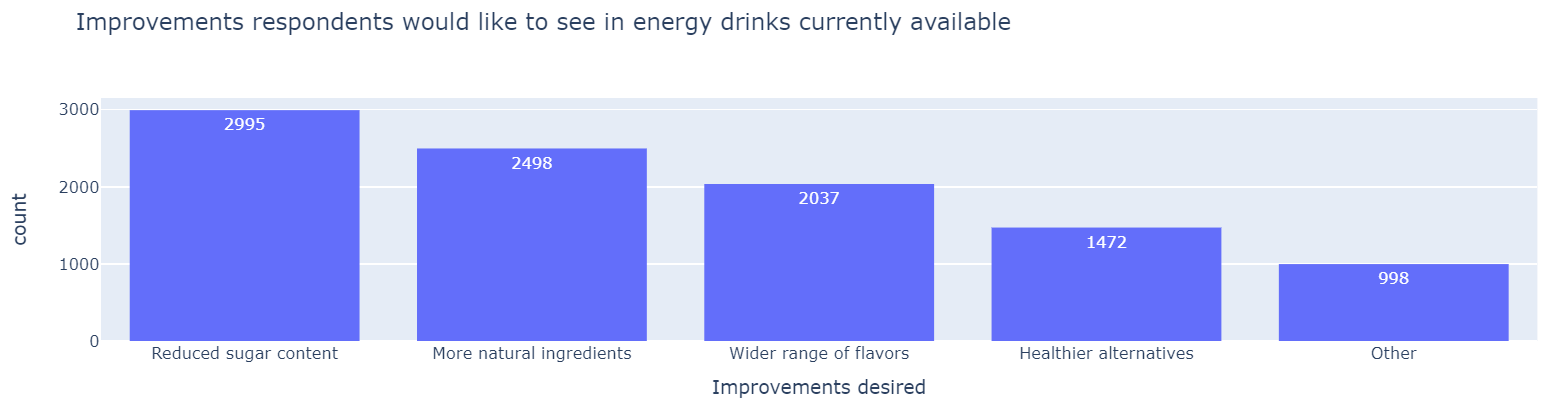 Improvements respondents would like to see in energy drinks currently available
3000
2000
1000
0
count
2995
2498
2037
1472
998
Reduced sugar content
More natural ingredients
Wider range of flavors
Healthier alternatives
Other
Improvements desired